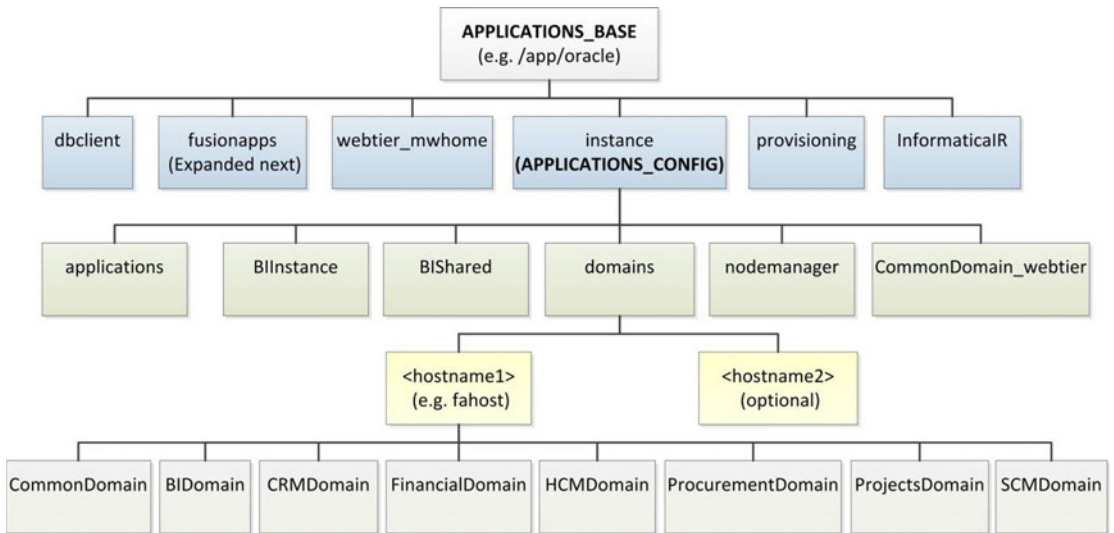 APPLICATIONS_BASE
(e.g. /app/oracle)
dbclient
fusionapps
(Expanded next)
webtier_mwhome
instance
(APPLICATIONS_CONFIG)
provisioning
InformaticaIR
applications
BIInstance
BIShared
domains
nodemanager
CommonDomain_webtier
<hostname1>
(e.g. fahost)
<hostname2>
(optional)
CommonDomain
BIDomain
CRMDomain
FinancialDomain
HCMDomain
ProcurementDomain
ProjectsDomain
SCMDomain